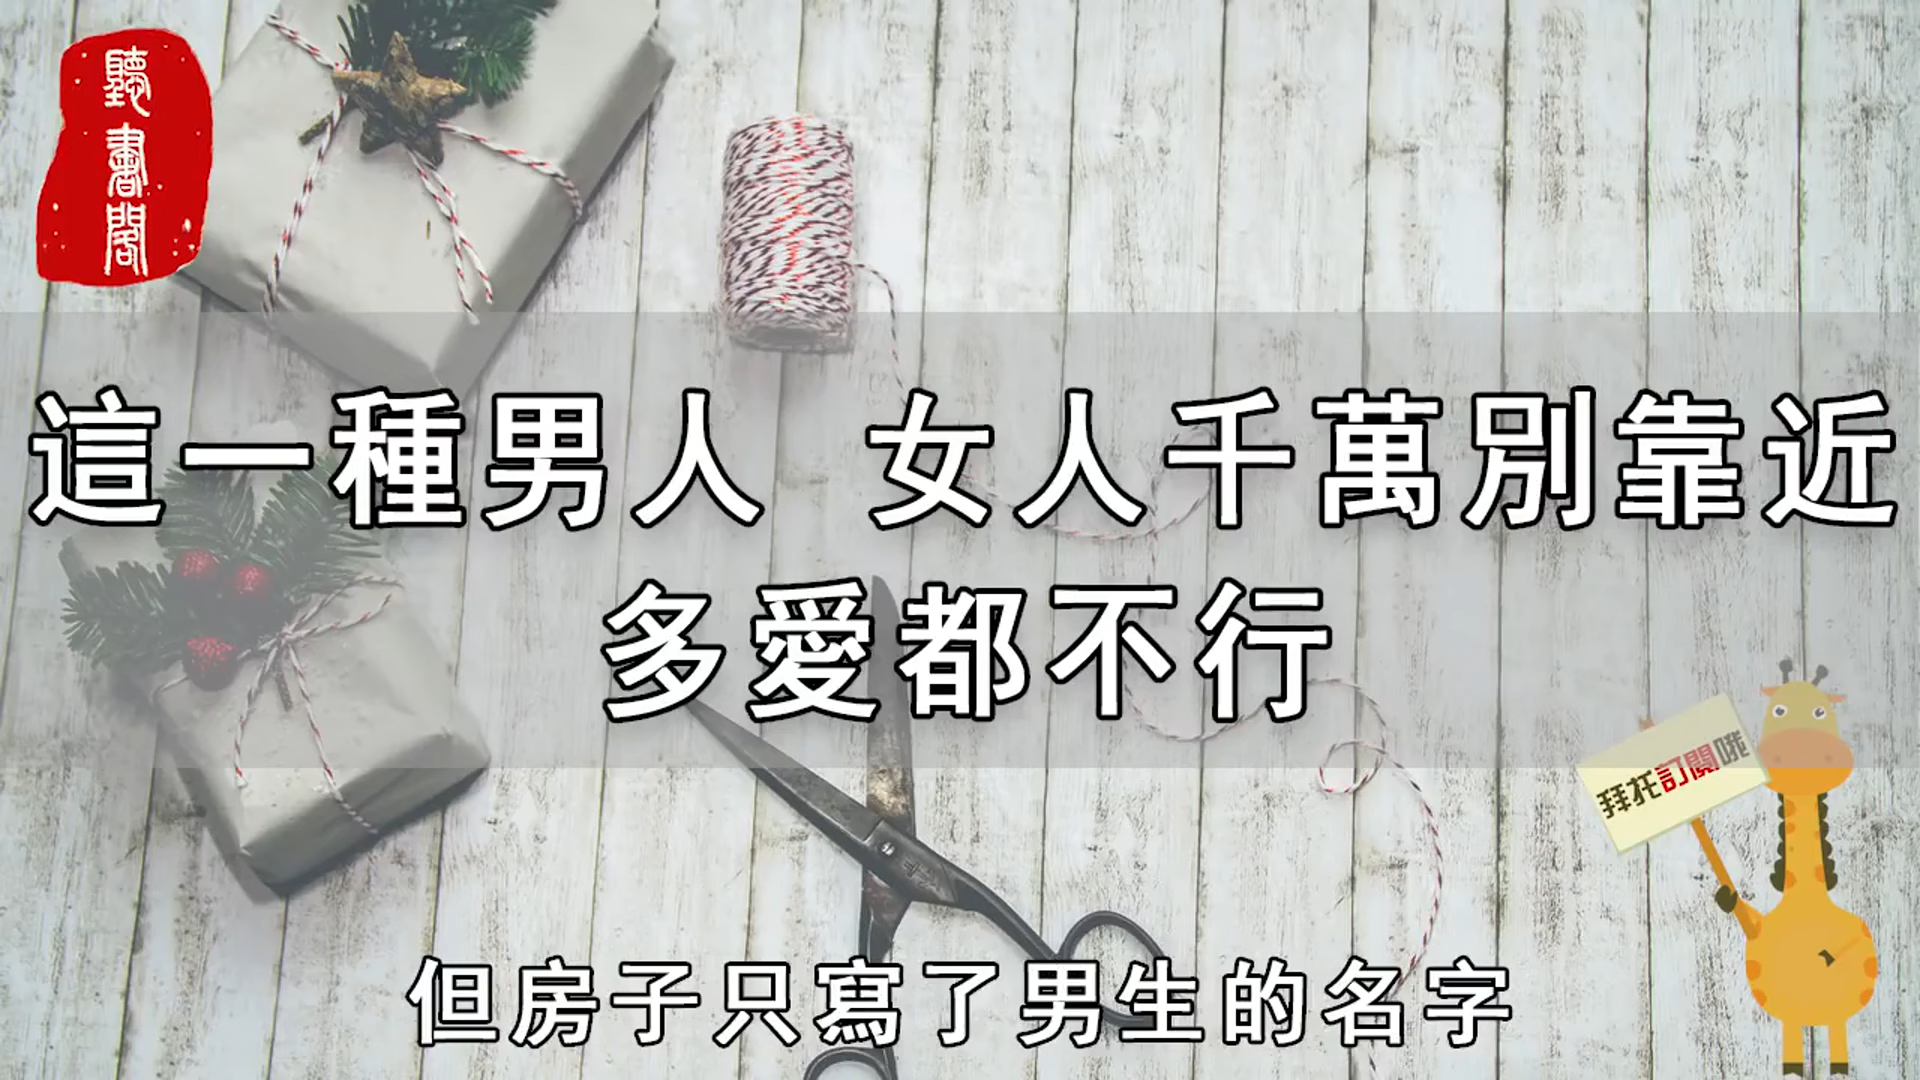 聽書閣
這一種男人 女人千萬別靠近
多愛都不行
拜托訂閱哦
但房子只寫了男生的名字